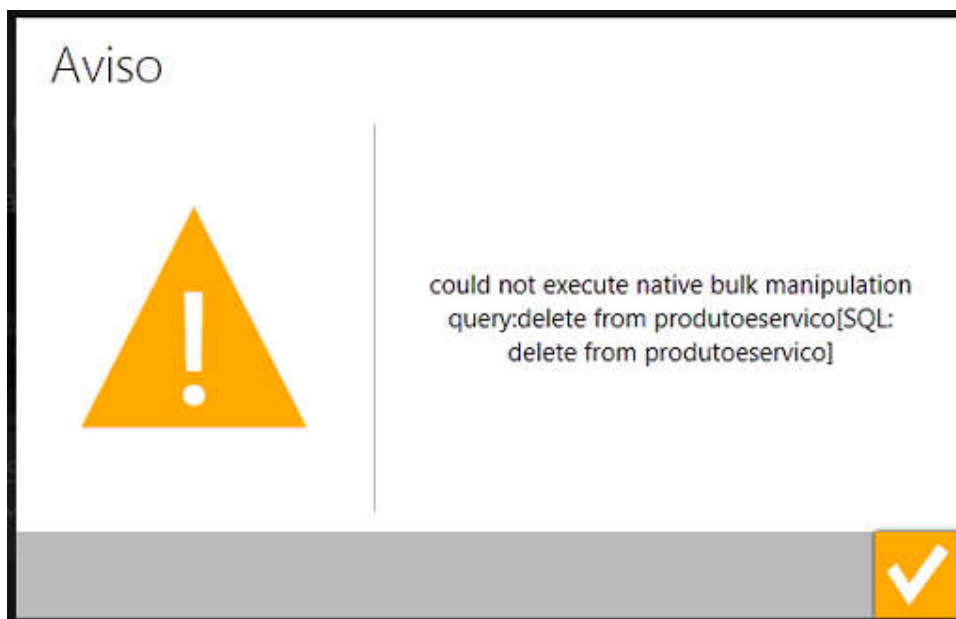 Aviso
could not execute native bulk manipulation
query:delete from produtoeservico[SQL:
delete from produtoeservico]